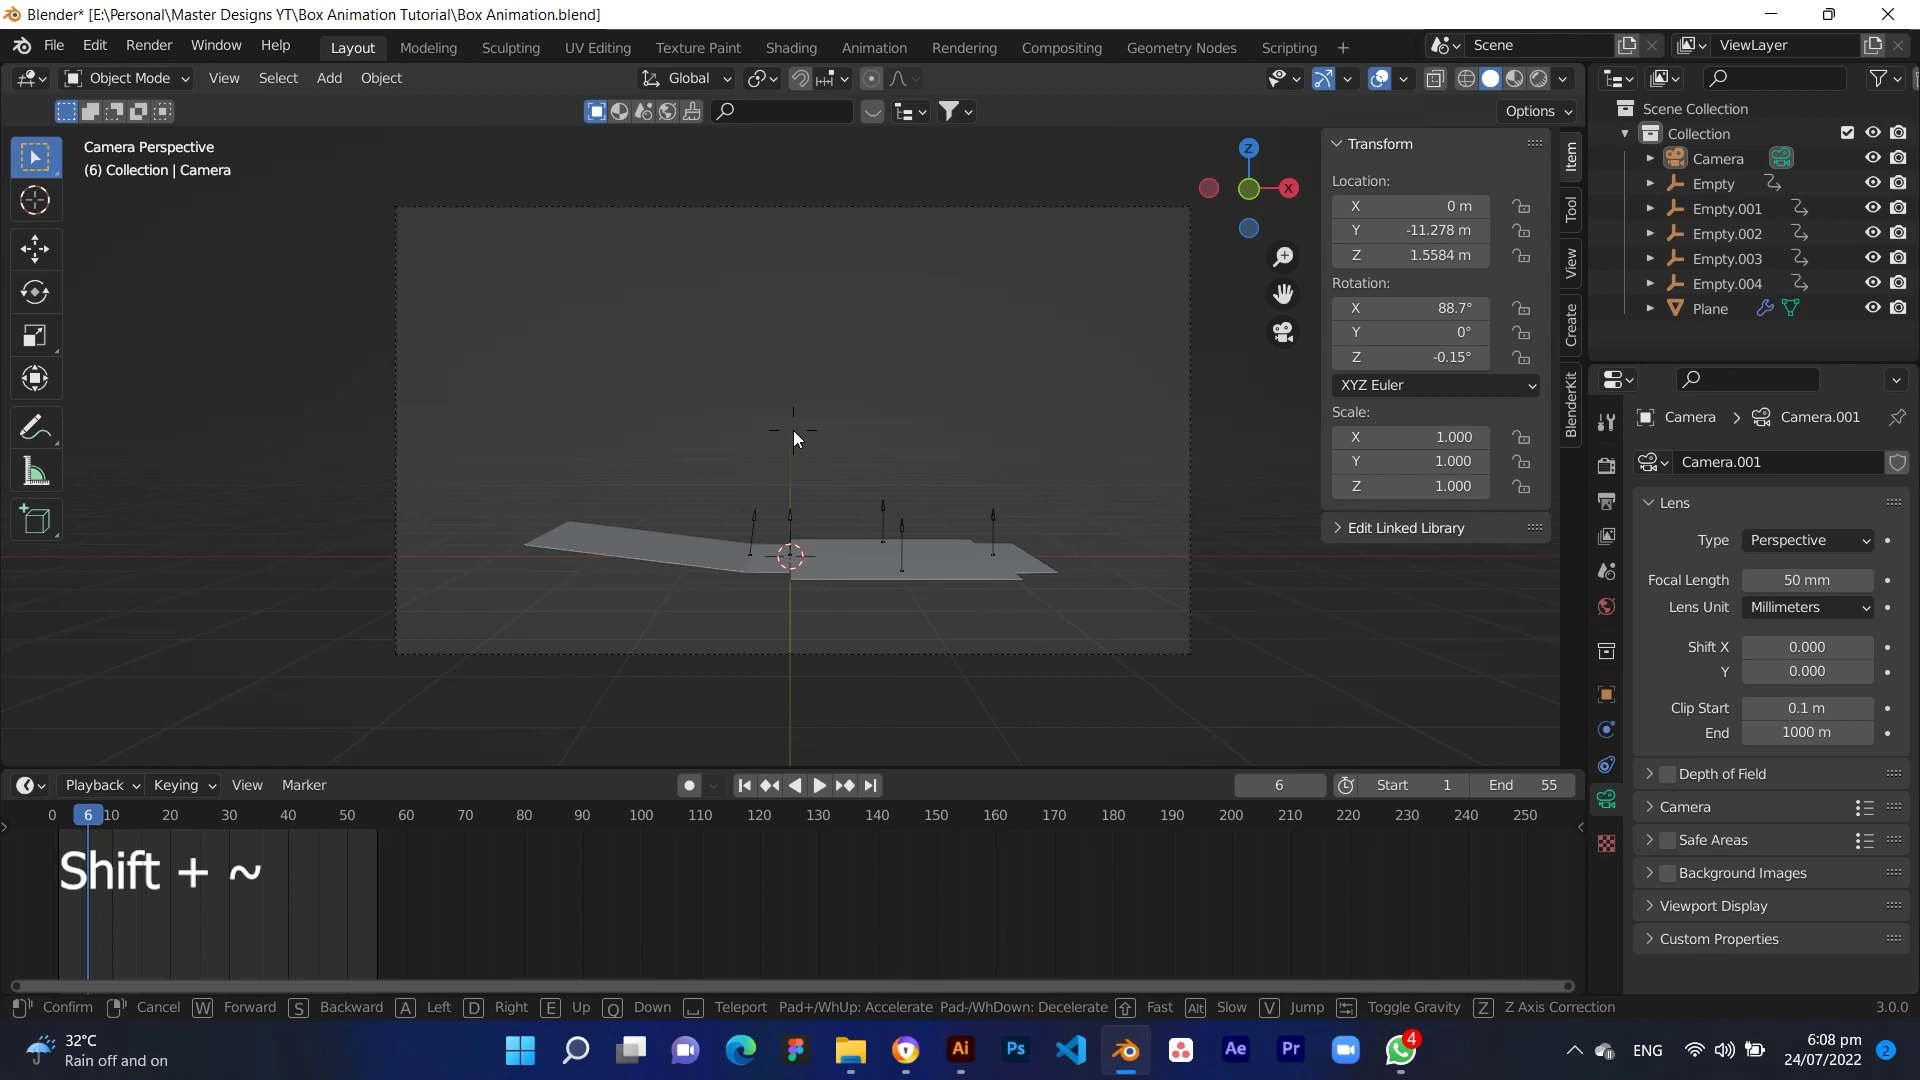 Blender* [E:\Personal\Master Designs YT\Box Animation Tutorial\Box Animation.blend]
File Edit Render Window Help Layout Modeling Sculpting UV Editing Texture Paint Shading Animation Rendering Compositing Geometry Nodes Scripting + Scene ViewLayer
Object Mode View Select Add Object Global
Options
Camera Perspective
(6) Collection | Camera
Z
X
Transform
Location:
X 0 m
Y -11.278 m
Z 1.5584 m
Rotation:
X 88.7°
Y 0°
Z -0.15°
XYZ Euler
Scale:
X 1.000
Y 1.000
Z 1.000
Edit Linked Library
Item
Tool
View
Create
BlenderKit
Scene Collection
Collection
Camera
Empty
Empty.001
Empty.002
Empty.003
Empty.004
Plane
Camera > Camera.001
Camera.001
Lens
Type Perspective
Focal Length 50 mm
Lens Unit Millimeters
Shift X 0.000
Y 0.000
Clip Start 0.1 m
End 1000 m
Depth of Field
Camera
Safe Areas
Background Images
Viewport Display
Custom Properties
Playback Keying View Marker 6 Start 1 End 55
0 6 10 20 30 40 50 60 70 80 90 100 110 120 130 140 150 160 170 180 190 200 210 220 230 240 250
Shift + ~
Confirm Cancel W Forward S Backward A Left D Right E Up Q Down Teleport Pad+/WhUp: Accelerate Pad-/WhDown: Decelerate Fast Alt Slow V Jump Toggle Gravity Z Z Axis Correction 3.0.0
32°C
Rain off and on
Ai Ps Ae Pr 4
ENG
6:08 pm
24/07/2022
2